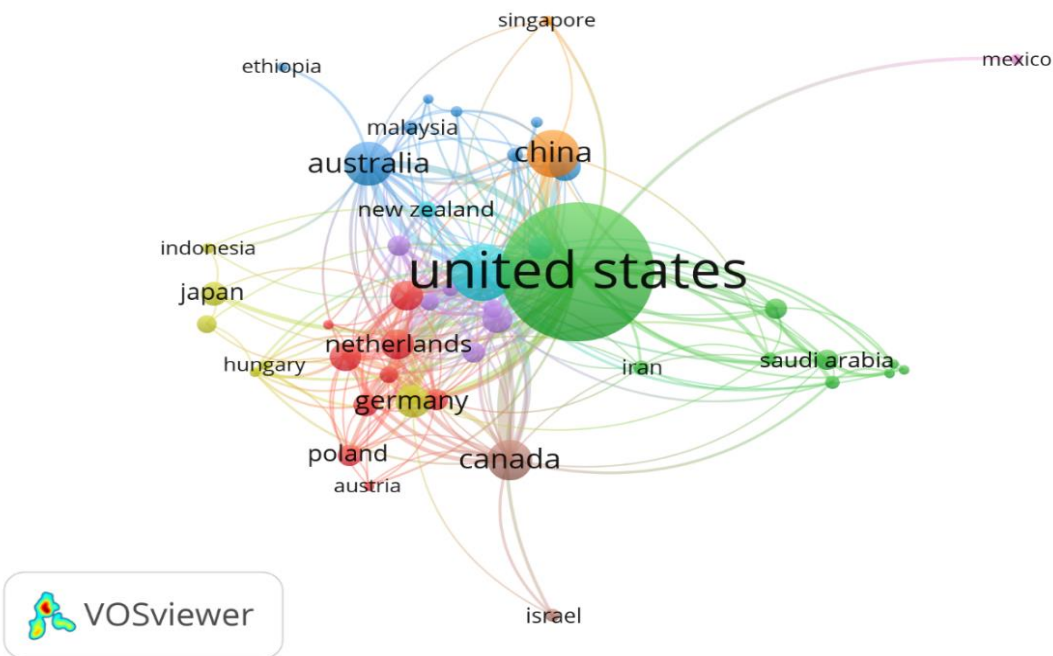 singapore
mexico
ethiopia
malaysia
china
australia
new zealand
indonesia
united states
japan
netherlands
saudi arabia
hungary
iran
germany
poland
canada
austria
israel
VOSviewer